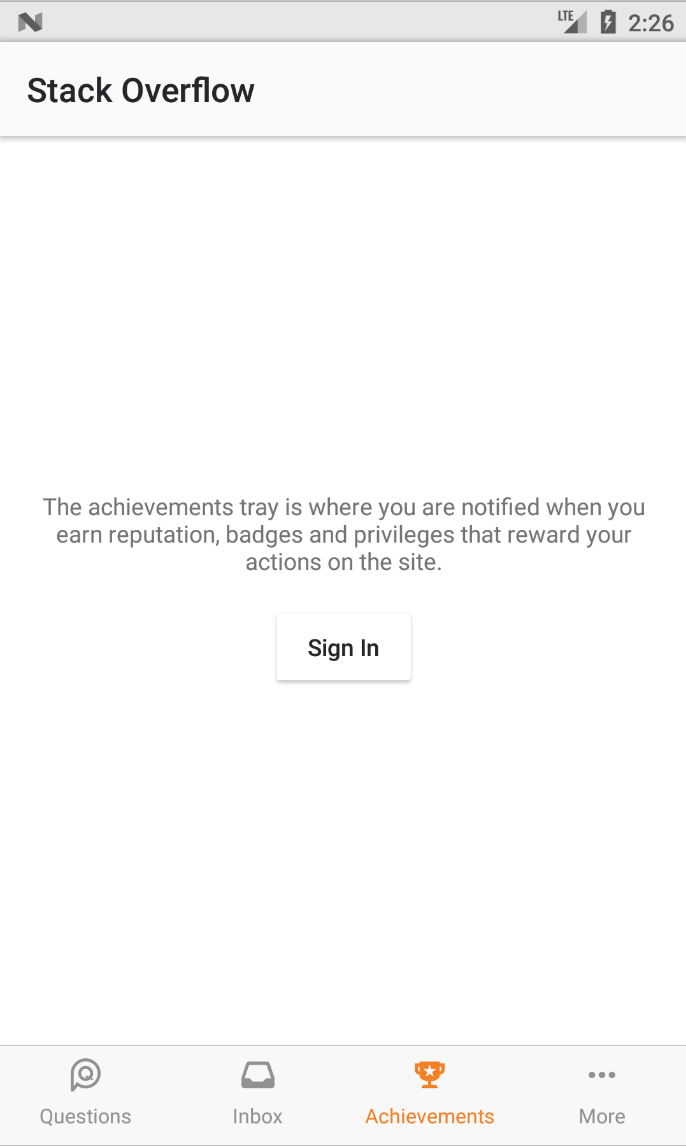 LTE 2:26
Stack Overflow
The achievements tray is where you are notified when you
earn reputation, badges and privileges that reward your
actions on the site.
Sign In
Questions Inbox Achievements More